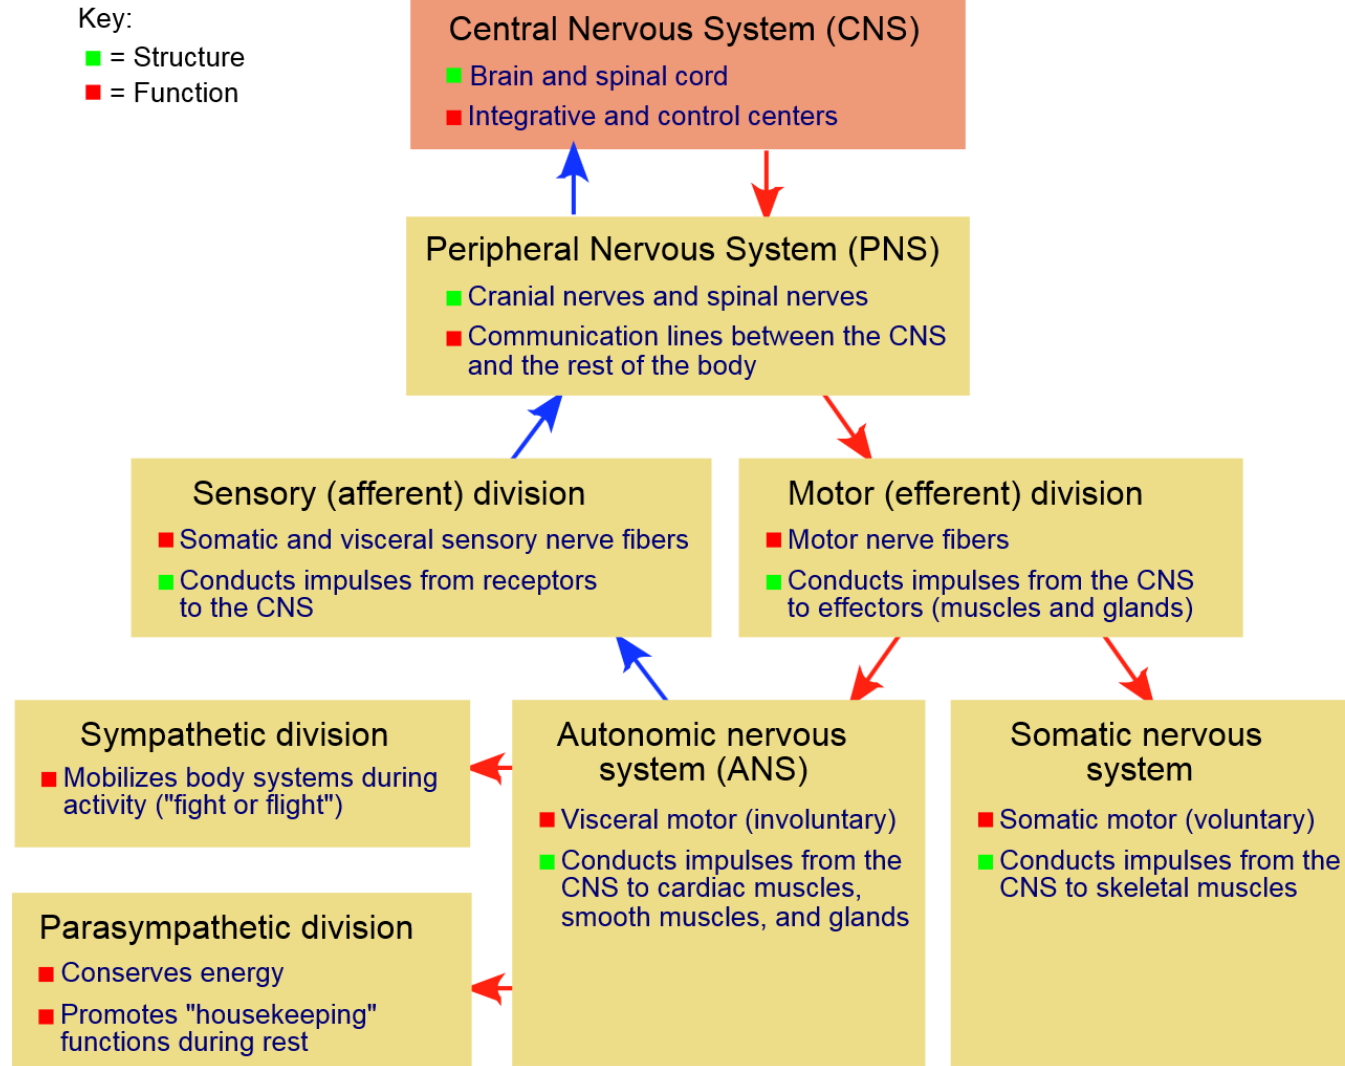 Key:
= Structure
= Function
Central Nervous System (CNS)
Brain and spinal cord
Integrative and control centers
Peripheral Nervous System (PNS)
Cranial nerves and spinal nerves
Communication lines between the CNS
and the rest of the body
Sensory (afferent) division
Somatic and visceral sensory nerve fibers
Conducts impulses from receptors
to the CNS
Motor (efferent) division
Motor nerve fibers
Conducts impulses from the CNS
to effectors (muscles and glands)
Sympathetic division
Mobilizes body systems during
activity ("fight or flight")
Parasympathetic division
Conserves energy
Promotes "housekeeping"
functions during rest
Autonomic nervous
system (ANS)
Visceral motor (involuntary)
Conducts impulses from the
CNS to cardiac muscles,
smooth muscles, and glands
Somatic nervous
system
Somatic motor (voluntary)
Conducts impulses from the
CNS to skeletal muscles